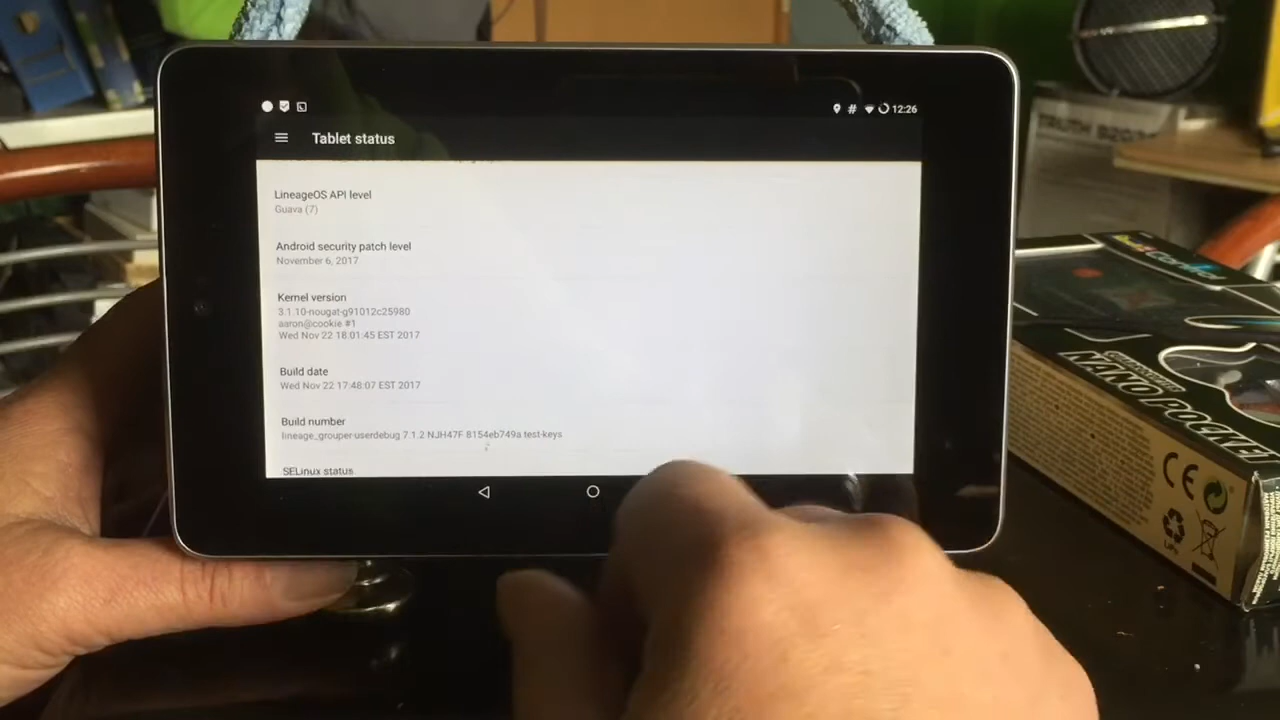 12:26
Tablet status
LineageOS API level
Guava (7)
Android security patch level
November 6, 2017
Kernel version
3.1.10-nougat-g91012c25980
aaron@cookie #1
Wed Nov 22 18:01:45 EST 2017
Build date
Wed Nov 22 17:48:07 EST 2017
Build number
lineage_grouper-userdebug 7.1.2 NJH47F 8154eb749a test-keys
SELinux status
TRUTH
NANO POCKET
CE